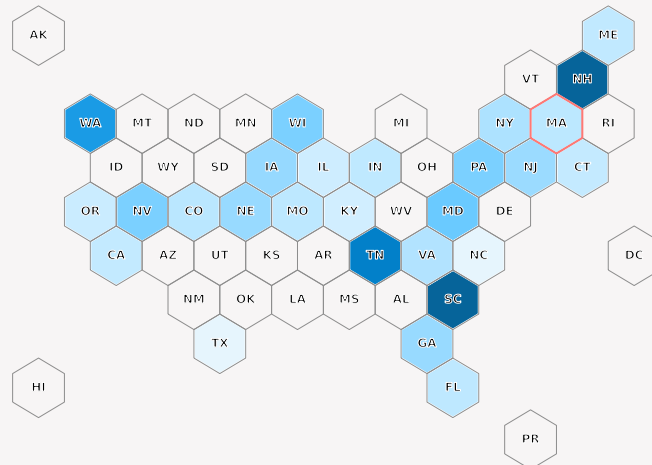 AK
ME
VT NH
WA MT ND MN WI MI NY MA RI
ID WY SD IA IL IN OH PA NJ CT
OR NV CO NE MO KY WV MD DE
CA AZ UT KS AR TN VA NC DC
NM OK LA MS AL SC
TX GA
HI FL
PR